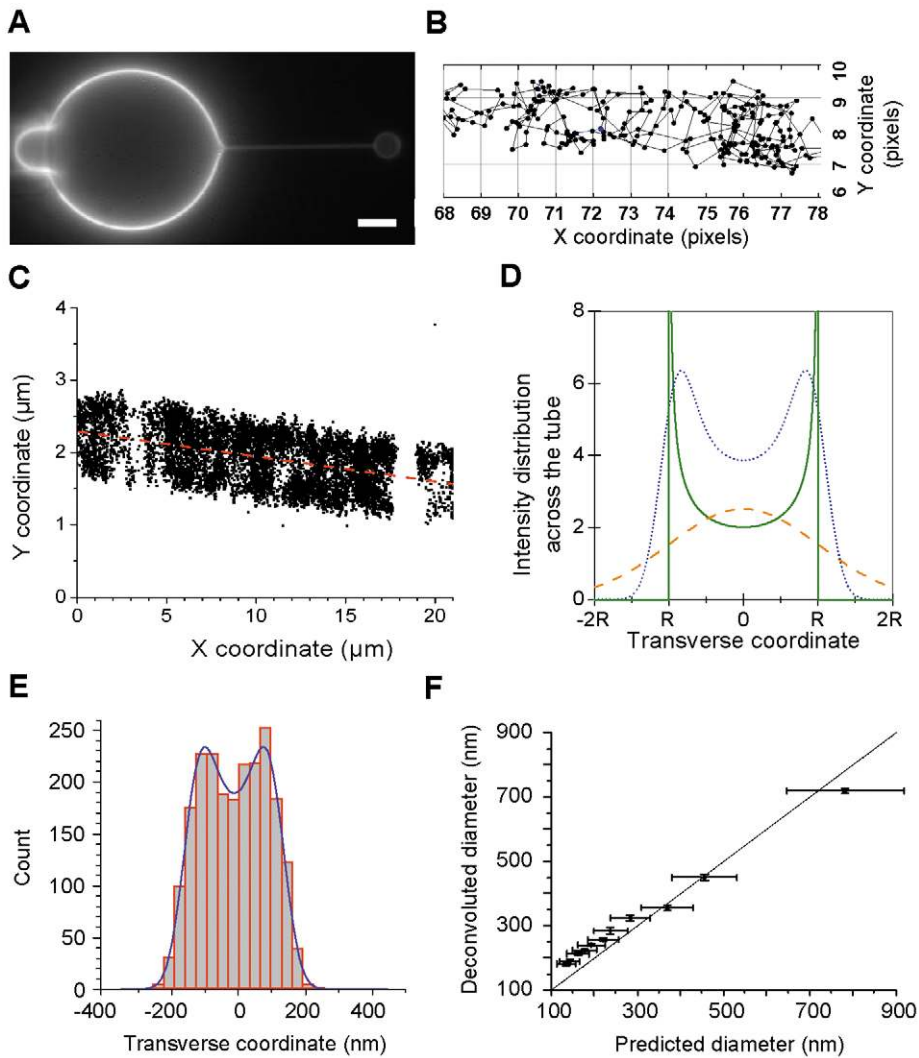 A
B
10
9
8
7
6
Y coordinate
(pixels)
68 69 70 71 72 73 74 75 76 77 78
X coordinate (pixels)
C
4
3
2
1
0
Y coordinate (μm)
0 5 10 15 20
X coordinate (μm)
D
8
6
4
2
0
Intensity distribution
across the tube
-2R R 0 R 2R
Transverse coordinate
E
250
200
150
100
50
0
Count
-400 -200 0 200 400
Transverse coordinate (nm)
F
900
700
500
300
100
Deconvoluted diameter (nm)
100 200 300 400 500 600 700 800 900
Predicted diameter (nm)